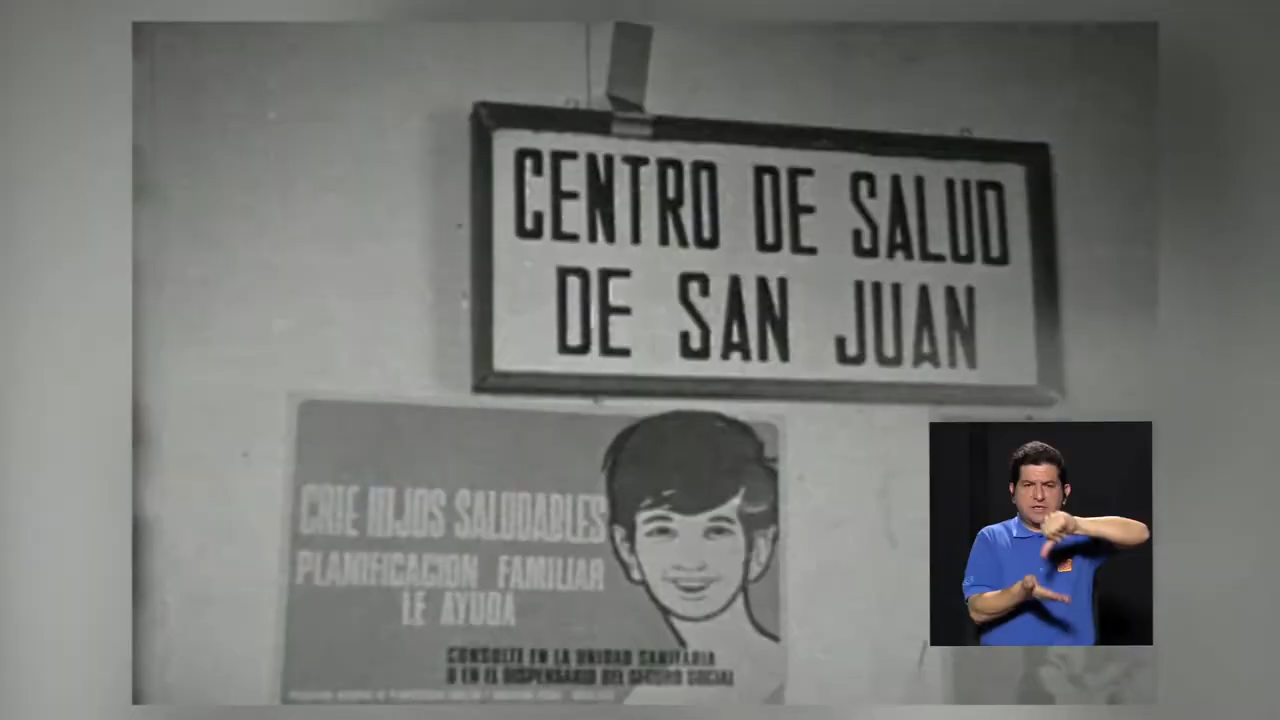 CENTRO DE SALUD
DE SAN JUAN
CRIE HIJOS SALUDABLES
PLANIFICACION FAMILIAR
LE AYUDA
CONSULTE EN LA UNIDAD SANITARIA
O EN EL DISPENSARIO DEL SEGURO SOCIAL